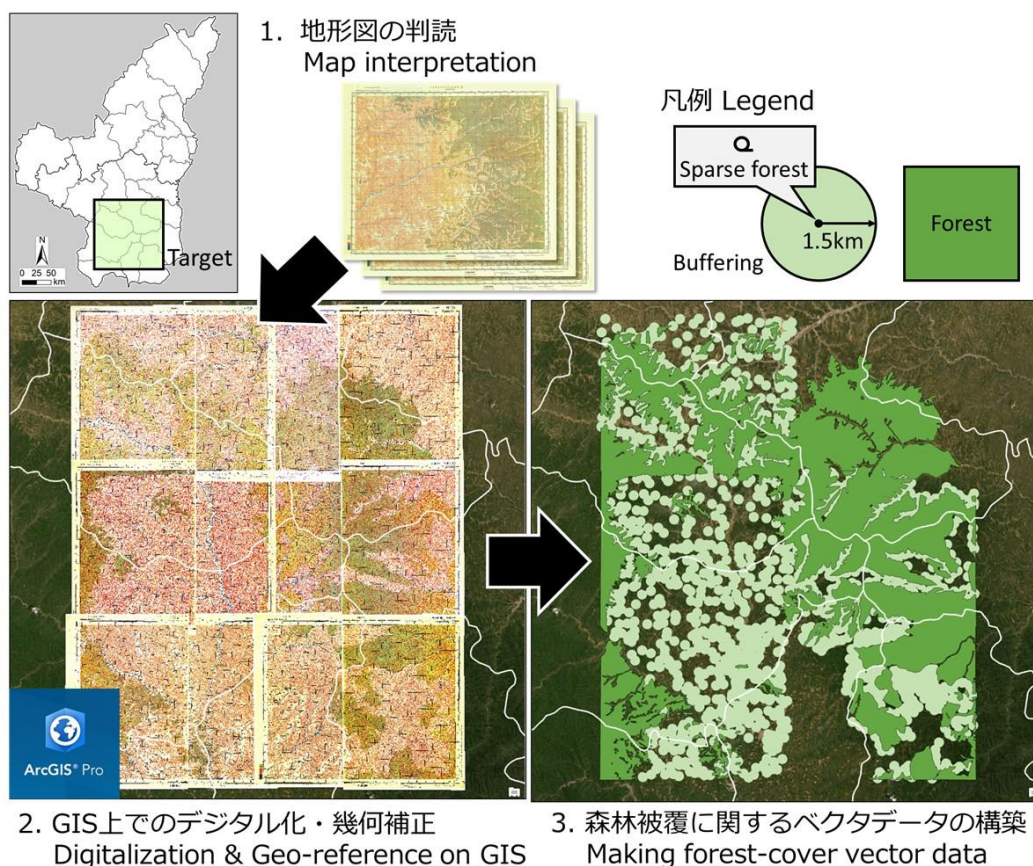 1. 地形図の判読
Map interpretation
凡例 Legend
Sparse forest
1.5km
Buffering
Forest
Target
N
0 25 50
km
ArcGIS® Pro
2. GIS上でのデジタル化・幾何補正
Digitalization & Geo-reference on GIS
3. 森林被覆に関するベクタデータの構築
Making forest-cover vector data